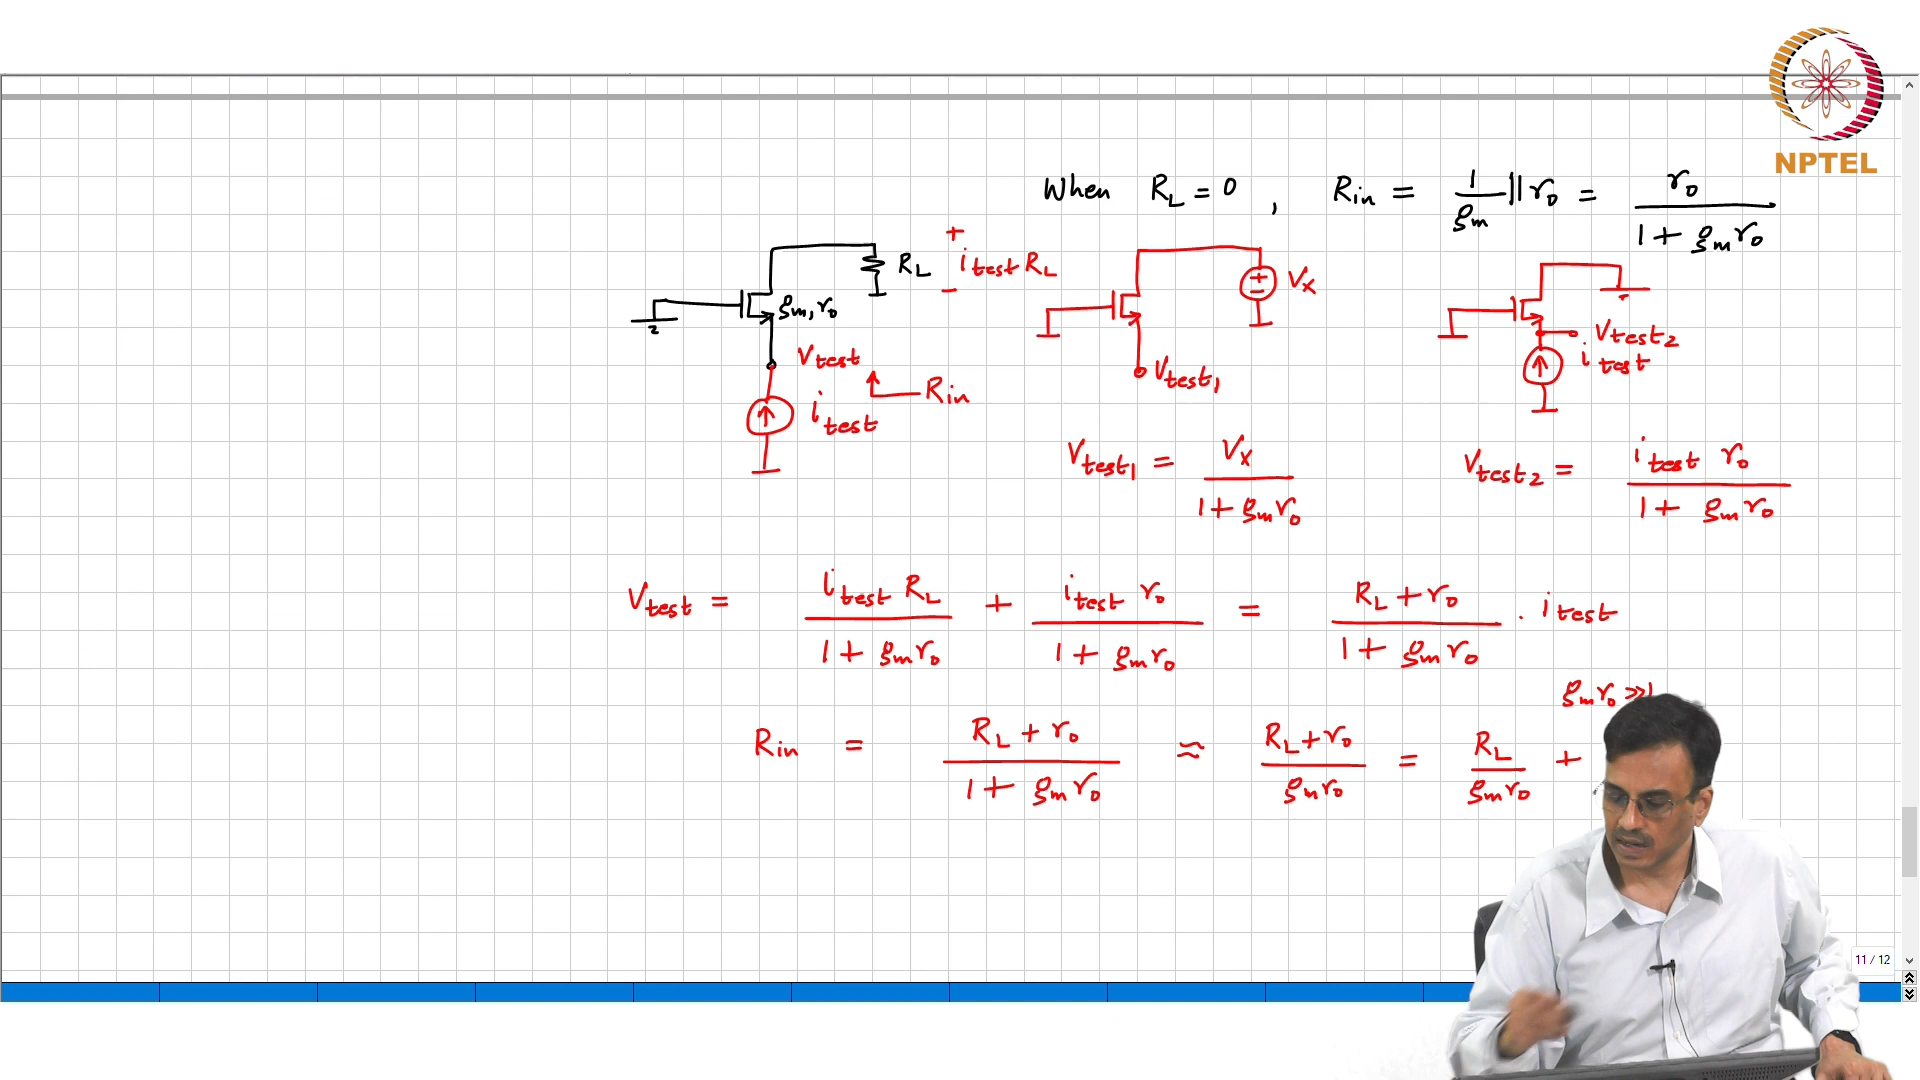 NPTEL
When R_L = 0 , R_in = 1/g_m || r_o = r_o / (1 + g_m r_o)
R_L
+ i_test R_L −
g_m, r_o
V_test
R_in
i_test
V_x
V_test1
V_test2
i_test
V_test1 = V_x / (1 + g_m r_o)
V_test2 = i_test r_o / (1 + g_m r_o)
V_test = i_test R_L / (1 + g_m r_o) + i_test r_o / (1 + g_m r_o) = (R_L + r_o) / (1 + g_m r_o) . i_test
g_m r_o >>
R_in = (R_L + r_o) / (1 + g_m r_o) ≈ (R_L + r_o) / (g_m r_o) = R_L / (g_m r_o) +
11 / 12